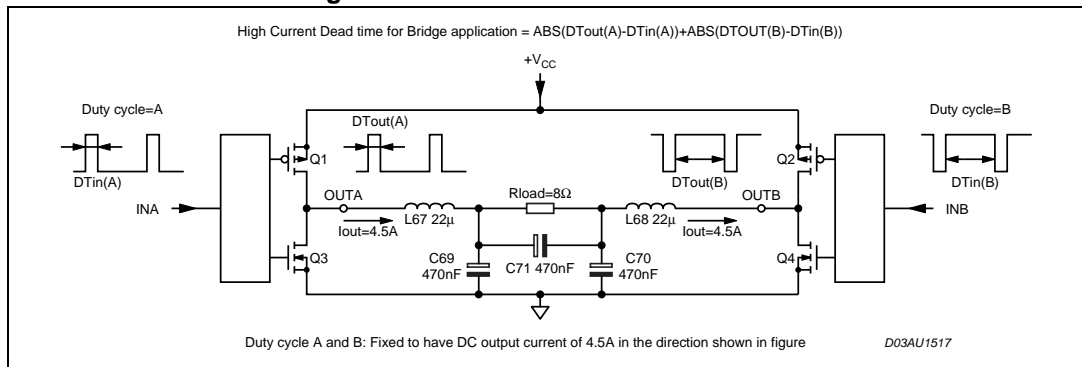 High Current Dead time for Bridge application = ABS(DTout(A)-DTin(A))+ABS(DTOUT(B)-DTin(B))
+VCC
Duty cycle=A
DTout(A)
Duty cycle=B
Q1
Q2
DTin(A)
DTout(B)
DTin(B)
OUTA
Rload=8Ω
OUTB
INA
L67 22μ
L68 22μ
INB
Iout=4.5A
Iout=4.5A
Q3
C69
470nF
C71 470nF
C70
470nF
Q4
Duty cycle A and B: Fixed to have DC output current of 4.5A in the direction shown in figure
D03AU1517